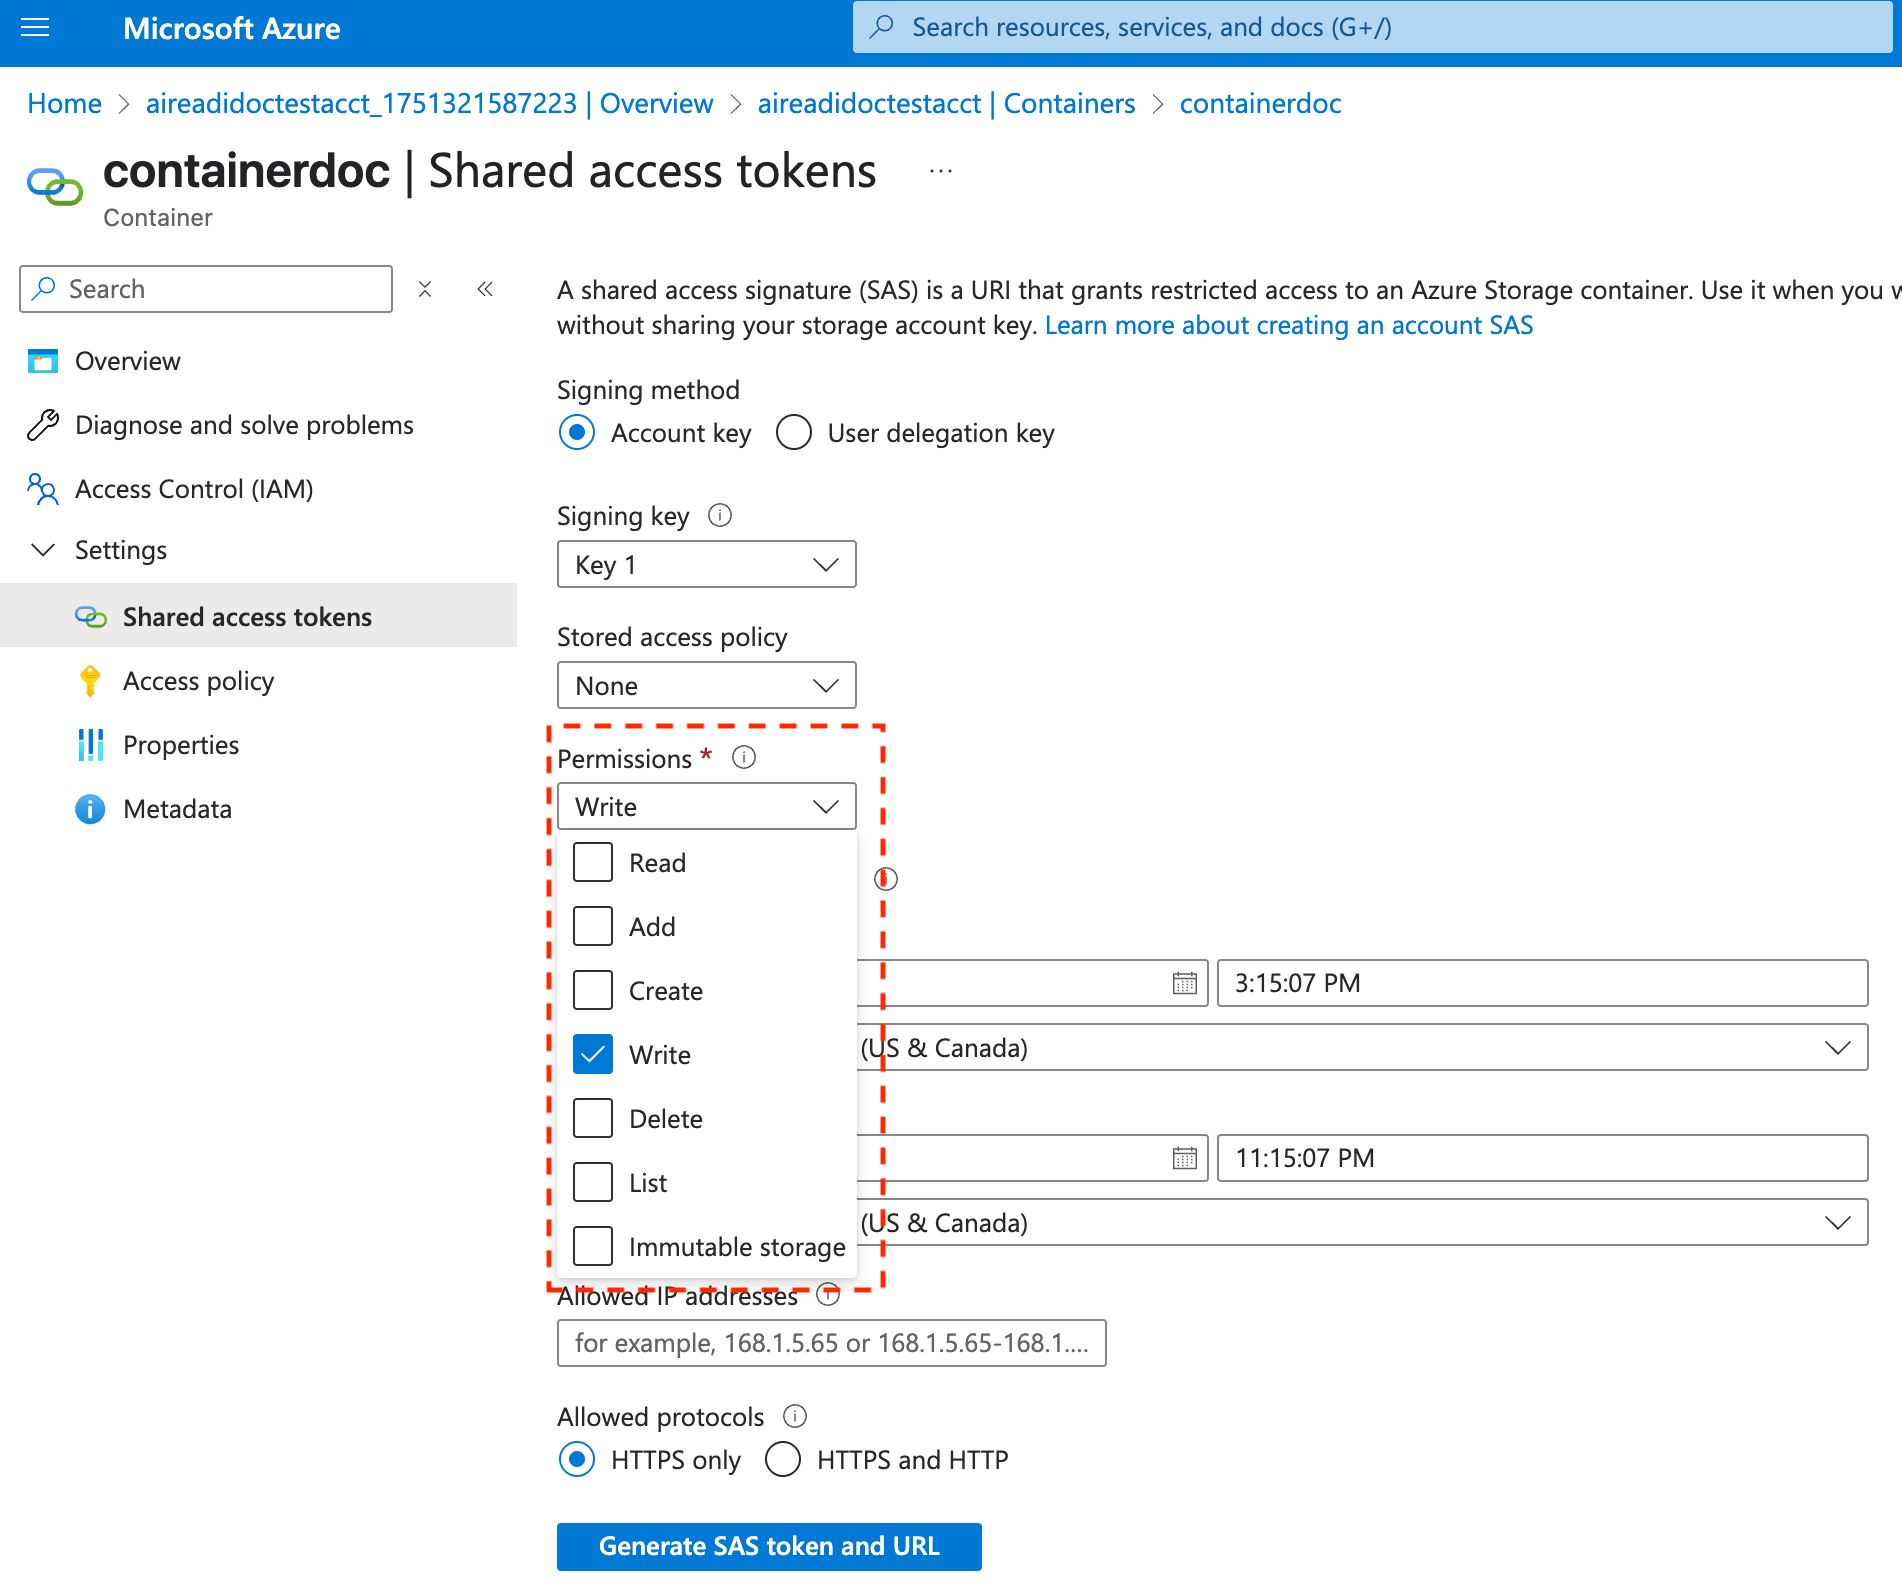 Microsoft Azure
Search resources, services, and docs (G+/)
Home > aireadidoctestacct_1751321587223 | Overview > aireadidoctestacct | Containers > containerdoc
containerdoc | Shared access tokens ...
Container
Search
Overview
Diagnose and solve problems
Access Control (IAM)
Settings
Shared access tokens
Access policy
Properties
Metadata
A shared access signature (SAS) is a URI that grants restricted access to an Azure Storage container. Use it when you
without sharing your storage account key. Learn more about creating an account SAS
Signing method
Account key User delegation key
Signing key
Key 1
Stored access policy
None
Permissions *
Write
Read
Add
Create
Write
Delete
List
Immutable storage
3:15:07 PM
(US & Canada)
11:15:07 PM
(US & Canada)
Allowed IP addresses
for example, 168.1.5.65 or 168.1.5.65-168.1....
Allowed protocols
HTTPS only HTTPS and HTTP
Generate SAS token and URL